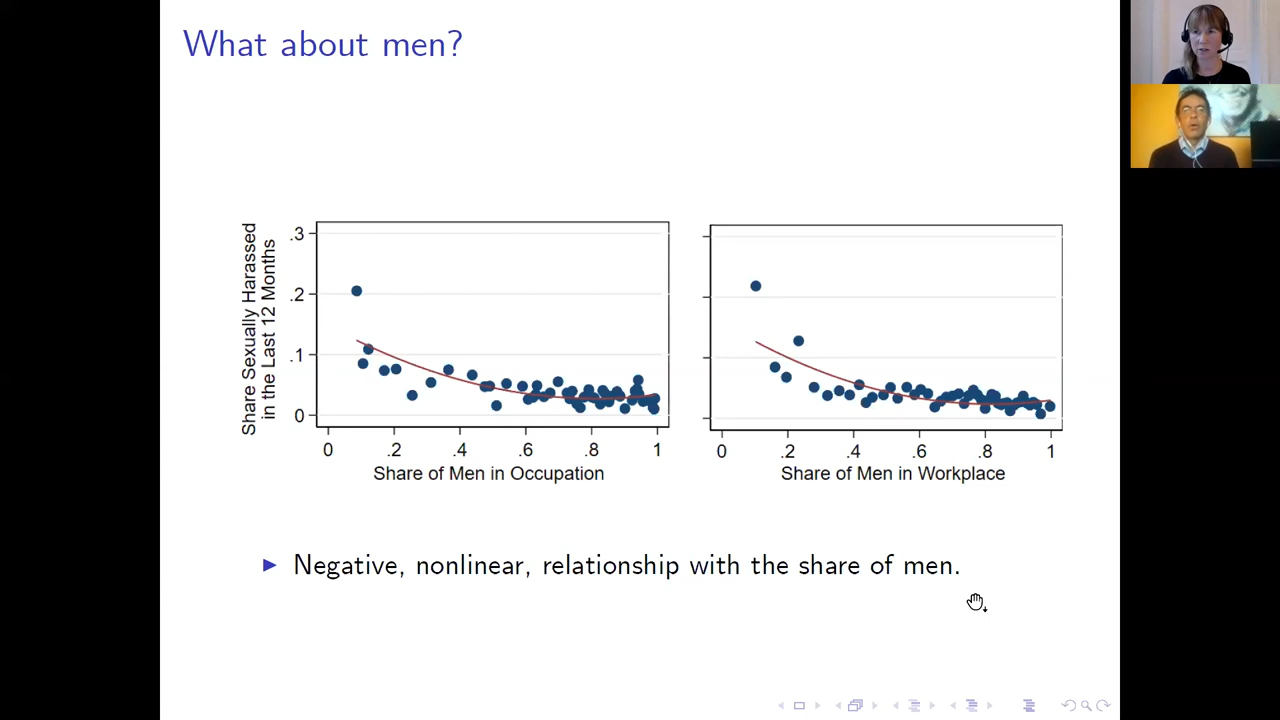 What about men?
Share Sexually Harassed
in the Last 12 Months
.3
.2
.1
0
0 .2 .4 .6 .8 1
Share of Men in Occupation
0 .2 .4 .6 .8 1
Share of Men in Workplace
Negative, nonlinear, relationship with the share of men.